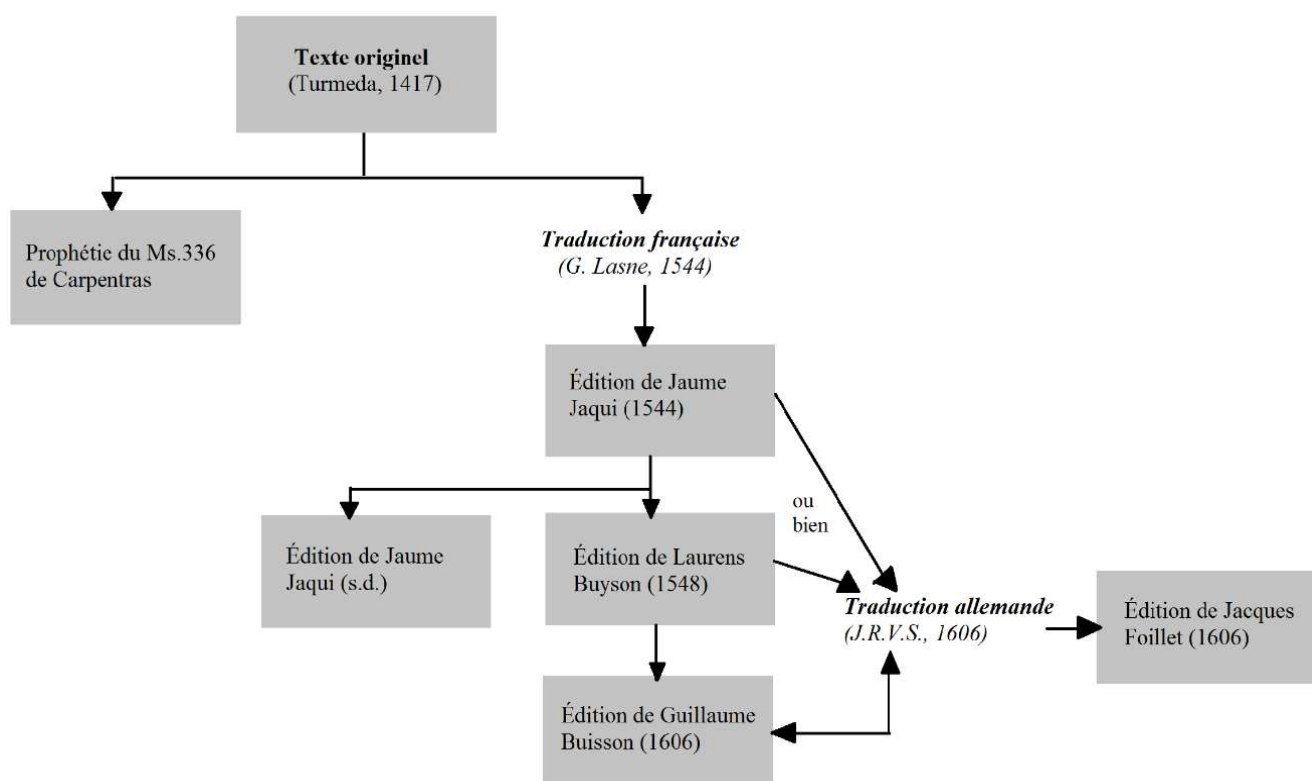 Texte originel
(Turmeda, 1417)
Prophétie du Ms.336
de Carpentras
Traduction française
(G. Lasne, 1544)
Édition de Jaume
Jaqui (1544)
ou
bien
Édition de Jaume
Jaqui (s.d.)
Édition de Laurens
Buyson (1548)
Traduction allemande
(J.R.V.S., 1606)
Édition de Jacques
Foillet (1606)
Édition de Guillaume
Buisson (1606)